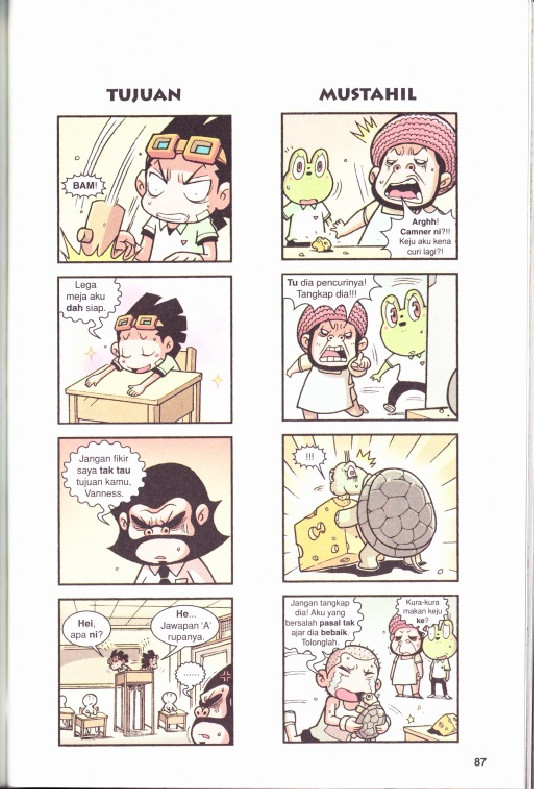 TUJUAN
BAM!
Lega
meja aku
dah siap.
Jangan fikir
saya tak tau
tujuan kamu,
Vanness.
Hei,
apa ni?
He...
Jawapan 'A'
rupanya.
........
MUSTAHIL
Arghh!
Camner ni?!!
Keju aku kena
curi lagi?!
Tu dia pencurinya!
Tangkap dia!!!
!!!
Jangan tangkap
dia! Aku yang
bersalah pasal tak
ajar dia bebaik.
Tolonglah.
Kura-kura
makan keju
ke?
87